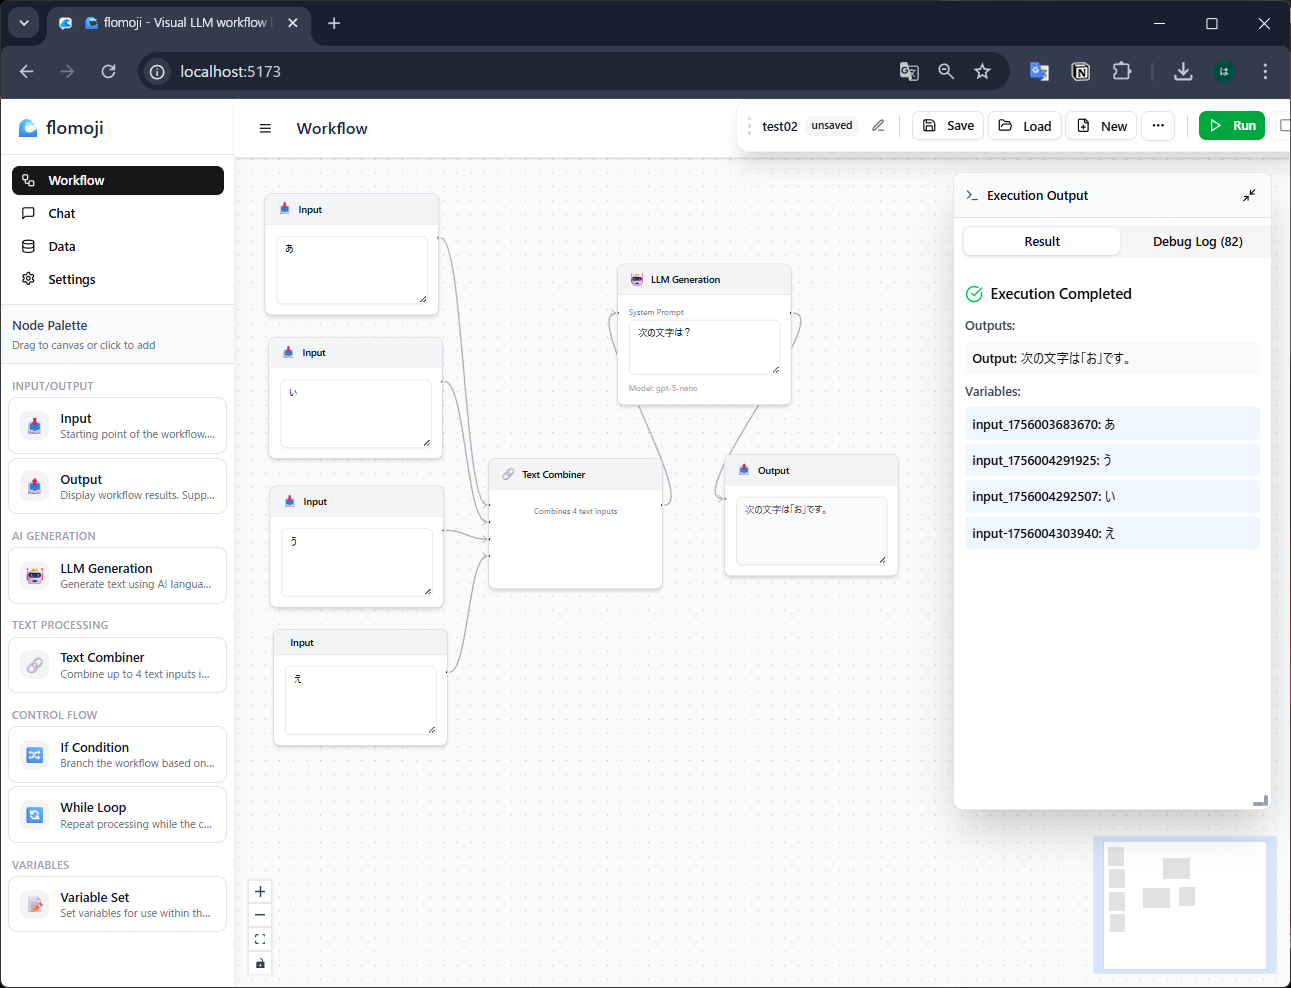 flomoji - Visual LLM workflow
localhost:5173
は
flomoji
Workflow
Chat
Data
Settings
Node Palette
Drag to canvas or click to add
INPUT/OUTPUT
Input
Starting point of the workflow....
Output
Display workflow results. Supp...
AI GENERATION
LLM Generation
Generate text using AI langua...
TEXT PROCESSING
Text Combiner
Combine up to 4 text inputs i...
CONTROL FLOW
If Condition
Branch the workflow based on...
While Loop
Repeat processing while the c...
VARIABLES
Variable Set
Set variables for use within th...
Workflow
test02
unsaved
Save
Load
New
Run
Input
あ
Input
い
Input
う
Input
え
Text Combiner
Combines 4 text inputs
LLM Generation
System Prompt
次の文字は？
Model: gpt-5-nano
Output
次の文字は「お」です。
Execution Output
Result
Debug Log (82)
Execution Completed
Outputs:
Output: 次の文字は「お」です。
Variables:
input_1756003683670: あ
input_1756004291925: う
input_1756004292507: い
input-1756004303940: え